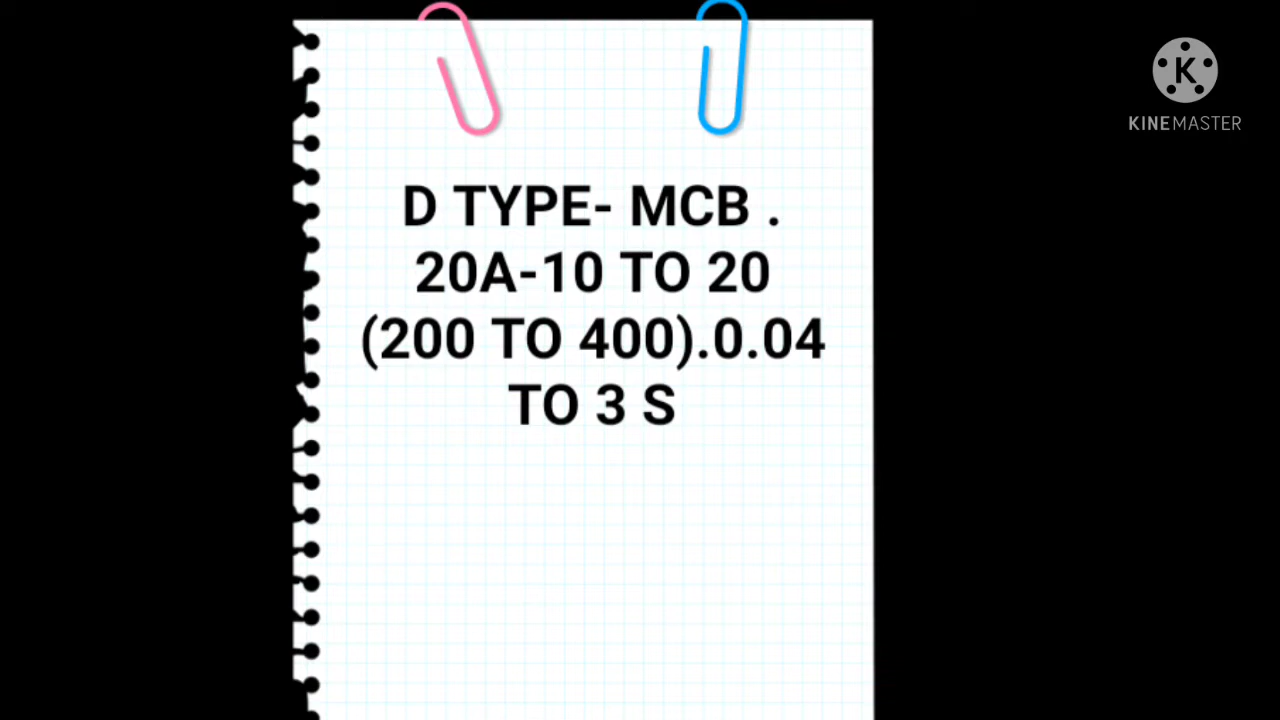 D TYPE- MCB .
20A-10 TO 20
(200 TO 400).0.04
TO 3 S
K
KINEMASTER